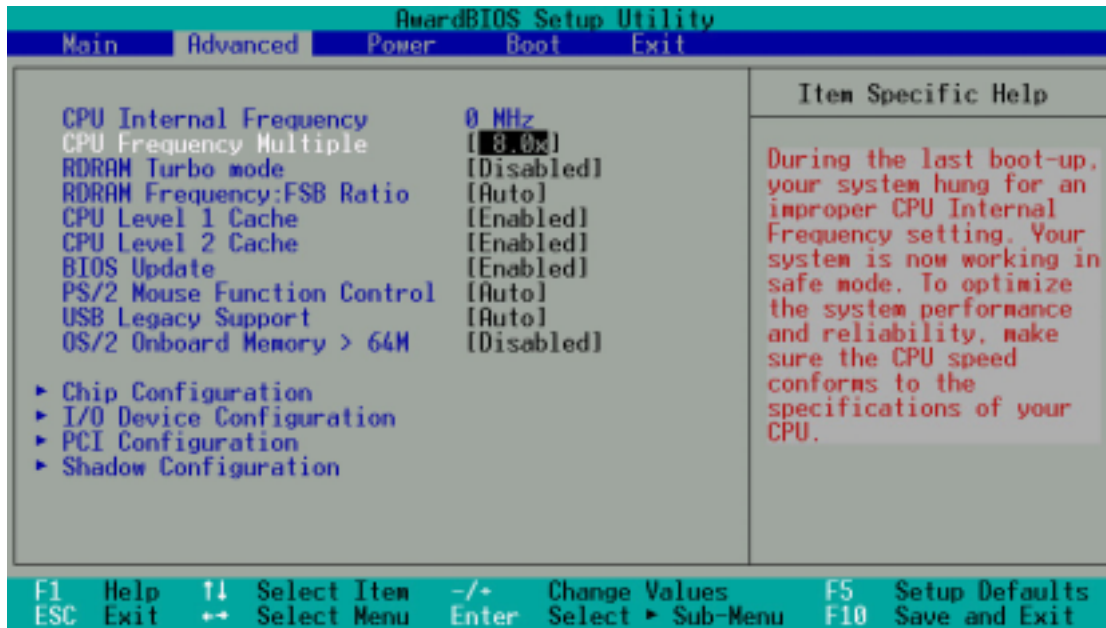 AwardBIOS Setup Utility
Main Advanced Power Boot Exit
CPU Internal Frequency 0 MHz
CPU Frequency Multiple [ 8.0x]
RDRAM Turbo mode [Disabled]
RDRAM Frequency:FSB Ratio [Auto]
CPU Level 1 Cache [Enabled]
CPU Level 2 Cache [Enabled]
BIOS Update [Enabled]
PS/2 Mouse Function Control [Auto]
USB Legacy Support [Auto]
OS/2 Onboard Memory > 64M [Disabled]
► Chip Configuration
► I/O Device Configuration
► PCI Configuration
► Shadow Configuration
Item Specific Help
During the last boot-up,
your system hung for an
improper CPU Internal
Frequency setting. Your
system is now working in
safe mode. To optimize
the system performance
and reliability, make
sure the CPU speed
conforms to the
specifications of your
CPU.
F1 Help ↑↓ Select Item -/+ Change Values F5 Setup Defaults
ESC Exit ←→ Select Menu Enter Select ► Sub-Menu F10 Save and Exit